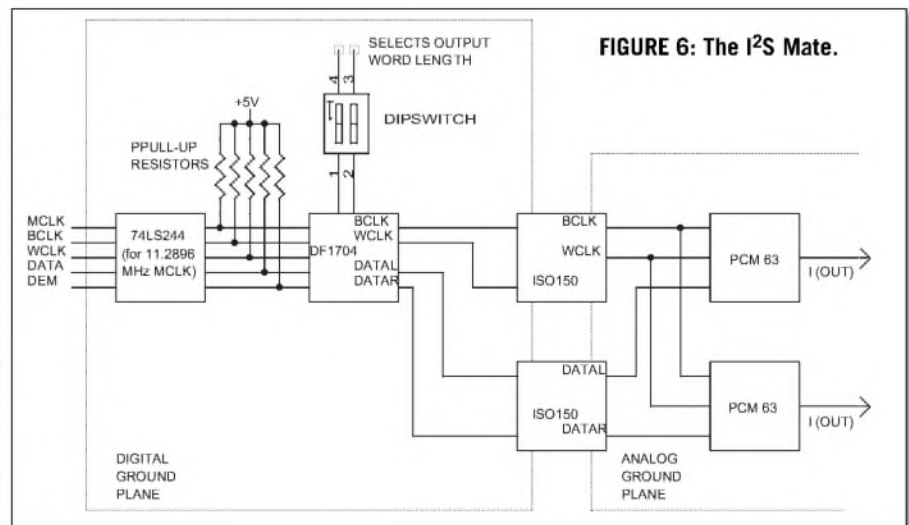 FIGURE 6: The I²S Mate.
SELECTS OUTPUT
WORD LENGTH
4
3
+5V
DIPSWITCH
PPULL-UP
RESISTORS
1
2
MCLK
BCLK
WCLK
DATA
DEM
74LS244
(for 11.2896
MHz MCLK)
BCLK
WCLK
DF1704
DATAL
DATAR
BCLK
WCLK
ISO150
PCM 63
I (OUT)
DATAL
ISO150
DATAR
PCM 63
I (OUT)
DIGITAL
GROUND
PLANE
ANALOG
GROUND
PLANE